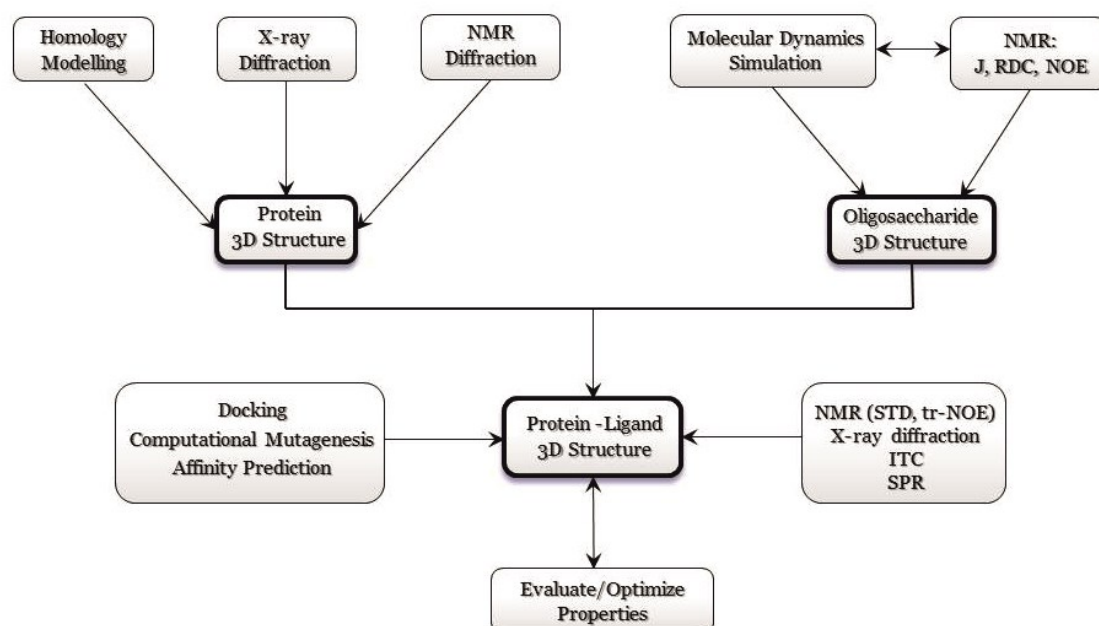 Homology
Modelling
X-ray
Diffraction
NMR
Diffraction
Molecular Dynamics
Simulation
NMR:
J, RDC, NOE
Protein
3D Structure
Oligosaccharide
3D Structure
Docking
Computational Mutagenesis
Affinity Prediction
Protein -Ligand
3D Structure
NMR (STD, tr-NOE)
X-ray diffraction
ITC
SPR
Evaluate/Optimize
Properties